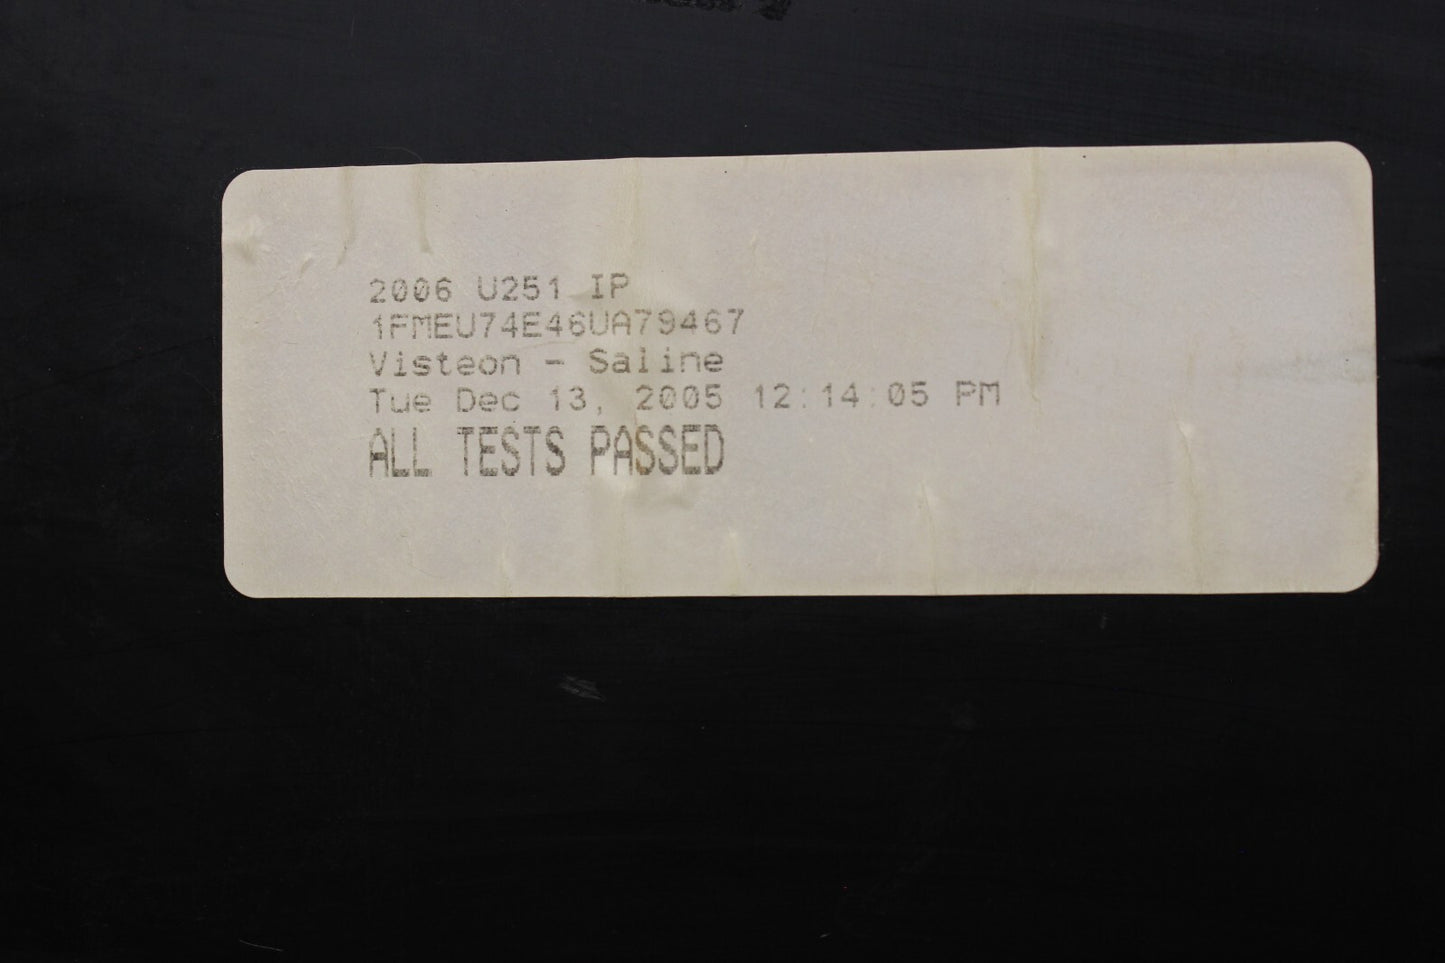 2006 U251 IP
1FMEU74E46UA79467
Visteon - Saline
Tue Dec 13, 2005 12:14:05 PM
ALL TESTS PASSED